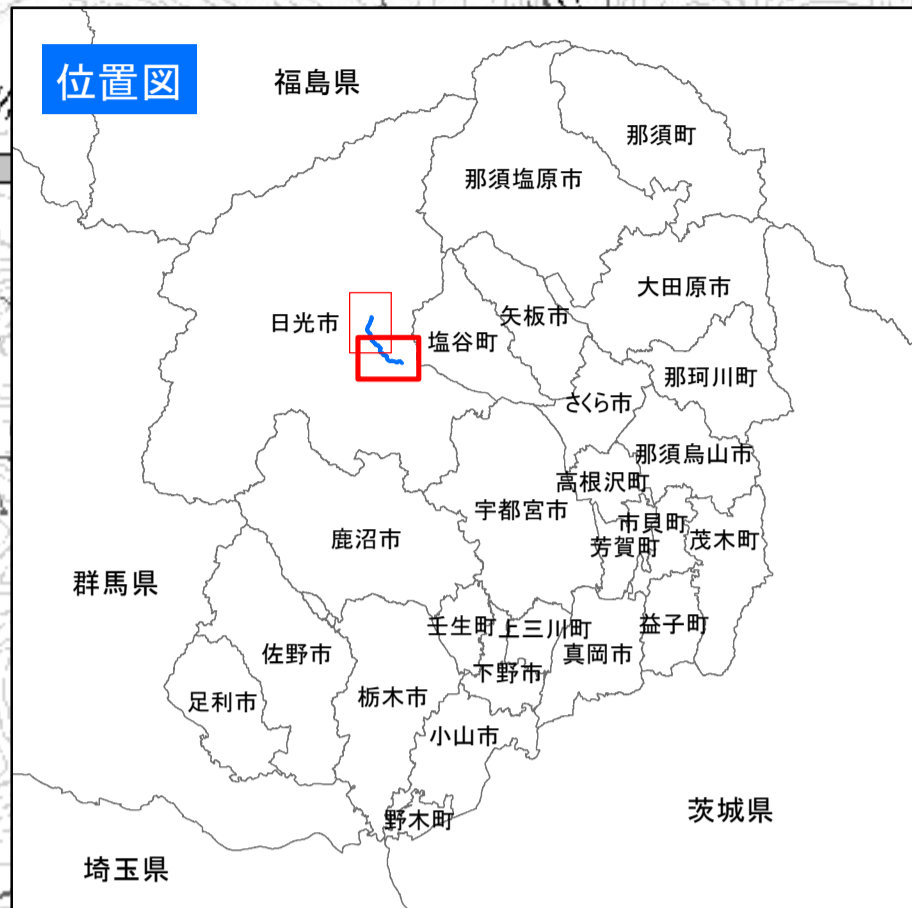 位置図
福島県
那須町
那須塩原市
大田原市
日光市
塩谷町
矢板市
那珂川町
さくら市
那須烏山市
高根沢町
宇都宮市
市貝町
芳賀町
茂木町
鹿沼市
群馬県
壬生町
上三川町
益子町
佐野市
真岡市
下野市
足利市
栃木市
小山市
野木町
茨城県
埼玉県